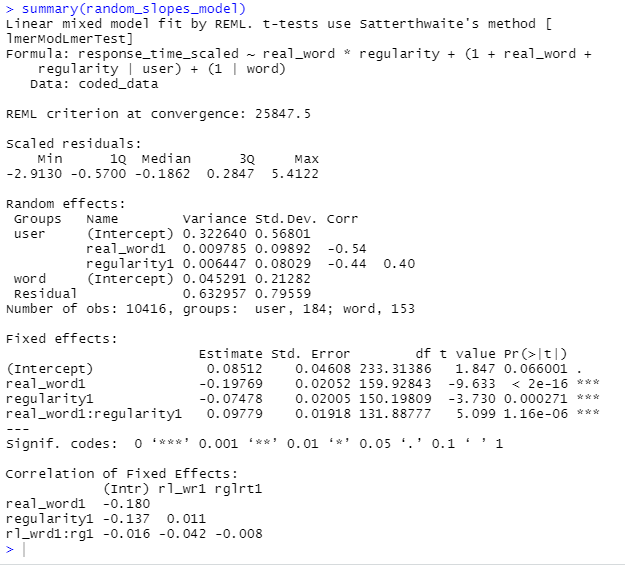 > summary(random_slopes_model)
Linear mixed model fit by REML. t-tests use Satterthwaite's method [
lmerModLmerTest]
Formula: response_time_scaled ~ real_word * regularity + (1 + real_word +
    regularity | user) + (1 | word)
   Data: coded_data

REML criterion at convergence: 25847.5

Scaled residuals:
    Min      1Q  Median      3Q     Max
-2.9130 -0.5700 -0.1862  0.2847  5.4122

Random effects:
 Groups   Name        Variance Std.Dev. Corr
 user     (Intercept) 0.322640 0.56801
          real_word1  0.009785 0.09892  -0.54
          regularity1 0.006447 0.08029  -0.44  0.40
 word     (Intercept) 0.045291 0.21282
 Residual             0.632957 0.79559
Number of obs: 10416, groups:  user, 184; word, 153

Fixed effects:
                        Estimate Std. Error        df t value Pr(>|t|)
(Intercept)              0.08512    0.04608 233.31386   1.847 0.066001 .
real_word1              -0.19769    0.02052 159.92843  -9.633  < 2e-16 ***
regularity1             -0.07478    0.02005 150.19809  -3.730 0.000271 ***
real_word1:regularity1   0.09779    0.01918 131.88777   5.099 1.16e-06 ***
---
Signif. codes:  0 ‘***’ 0.001 ‘**’ 0.01 ‘*’ 0.05 ‘.’ 0.1 ‘ ’ 1

Correlation of Fixed Effects:
            (Intr) rl_wr1 rglrt1
real_word1  -0.180
regularity1 -0.137  0.011
rl_wrd1:rg1 -0.016 -0.042 -0.008
>